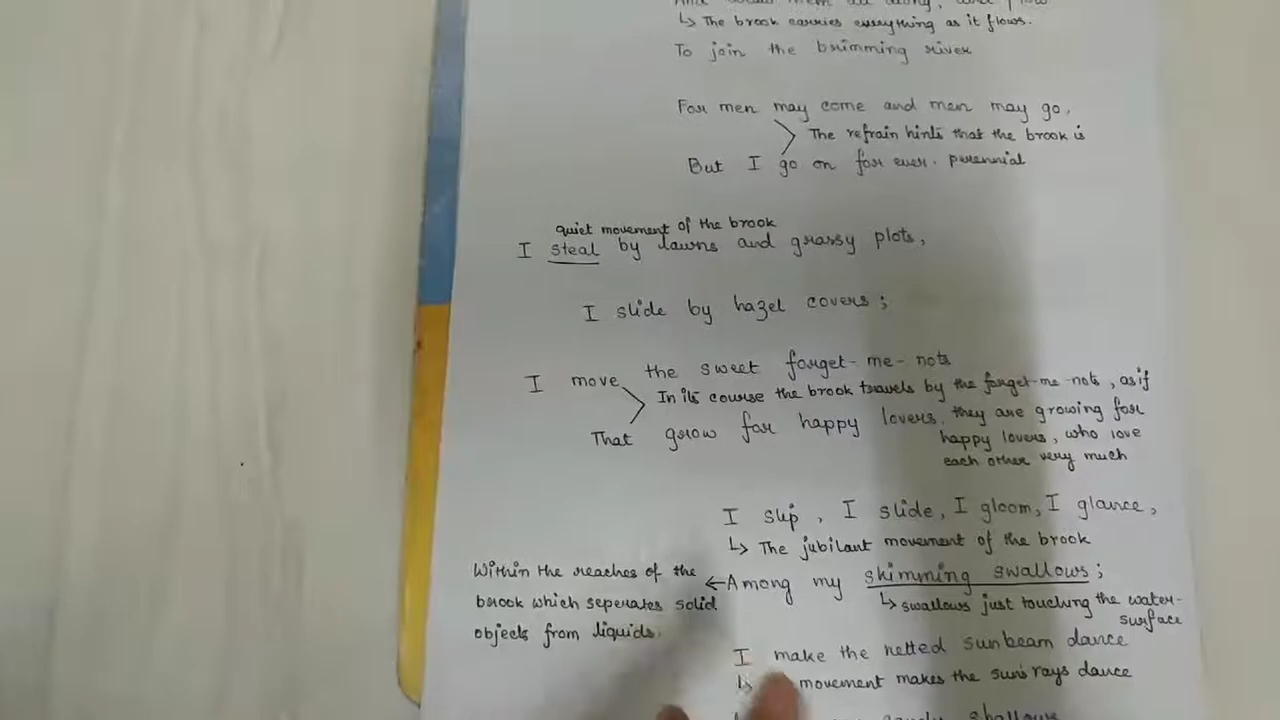 ↳ The brook carries everything as it flows.
To join the brimming river
For men may come and men may go,
The refrain hints that the brook is
But I go on for ever. perennial
quiet movement of the brook
I steal by lawns and grassy plots,
I slide by hazel covers;
I move the sweet forget-me-nots
In its course the brook travels by the forget-me-nots, as if
That grow for happy lovers. they are growing for
happy lovers, who love
each other very much
I slip, I slide, I gloom, I glance,
↳ The jubilant movement of the brook
Within the reaches of the
← Among my skimming swallows;
brook which seperates solid
↳ swallows just touching the water-
surface
objects from liquids.
I make the netted sunbeam dance
↳ movement makes the sun's rays dance
shallows